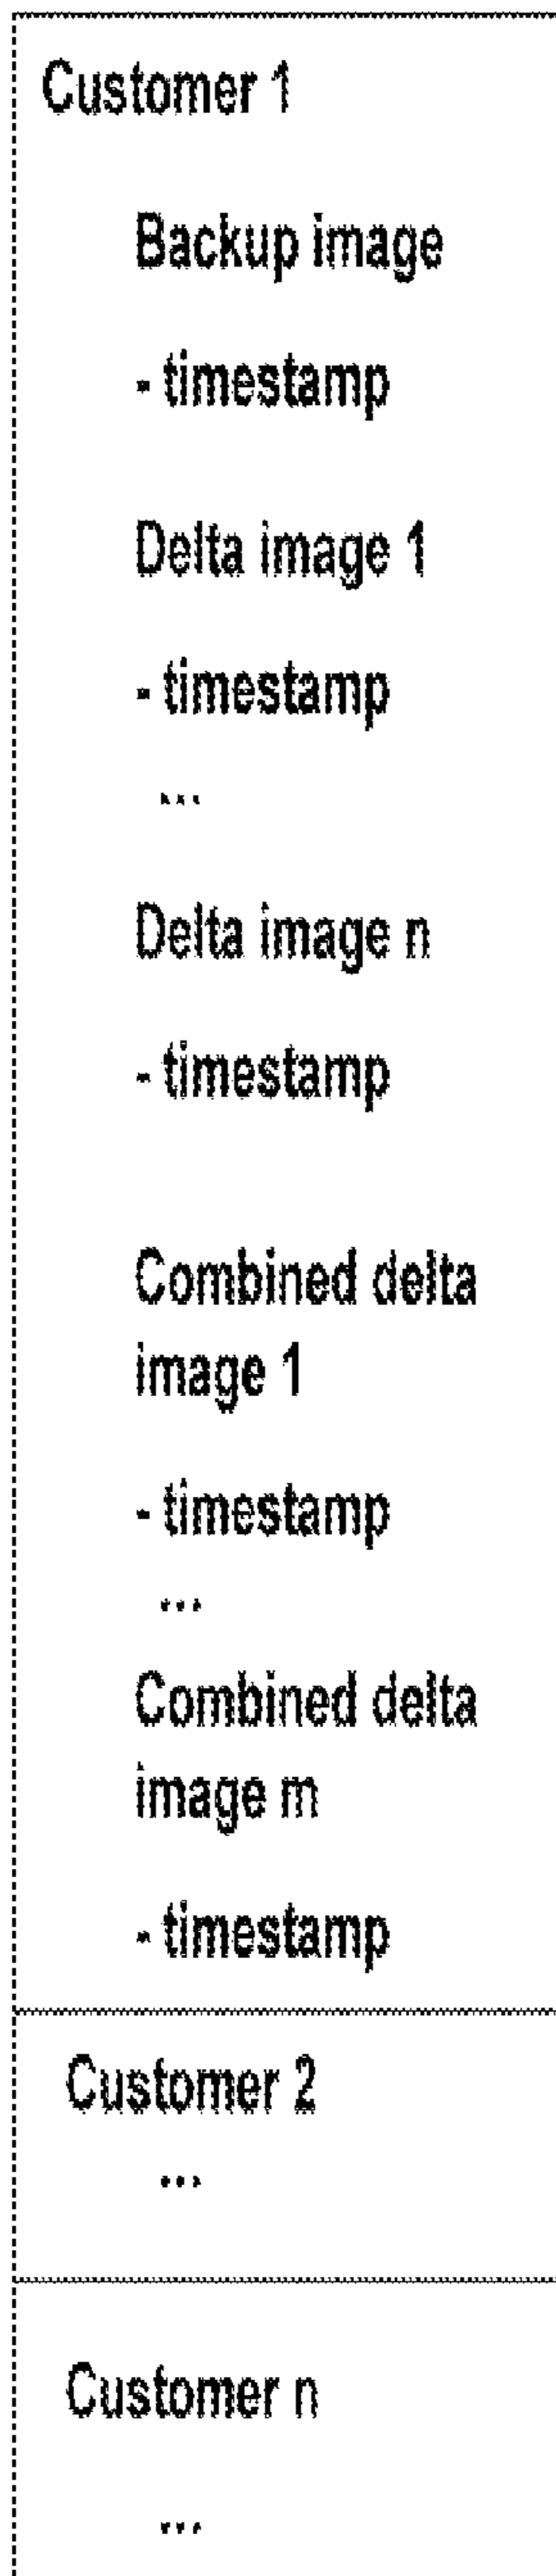 Customer 1
Backup image
- timestamp
Delta image 1
- timestamp
...
Delta image n
- timestamp
Combined delta
image 1
- timestamp
...
Combined delta
image m
- timestamp
Customer 2
...
Customer n
...